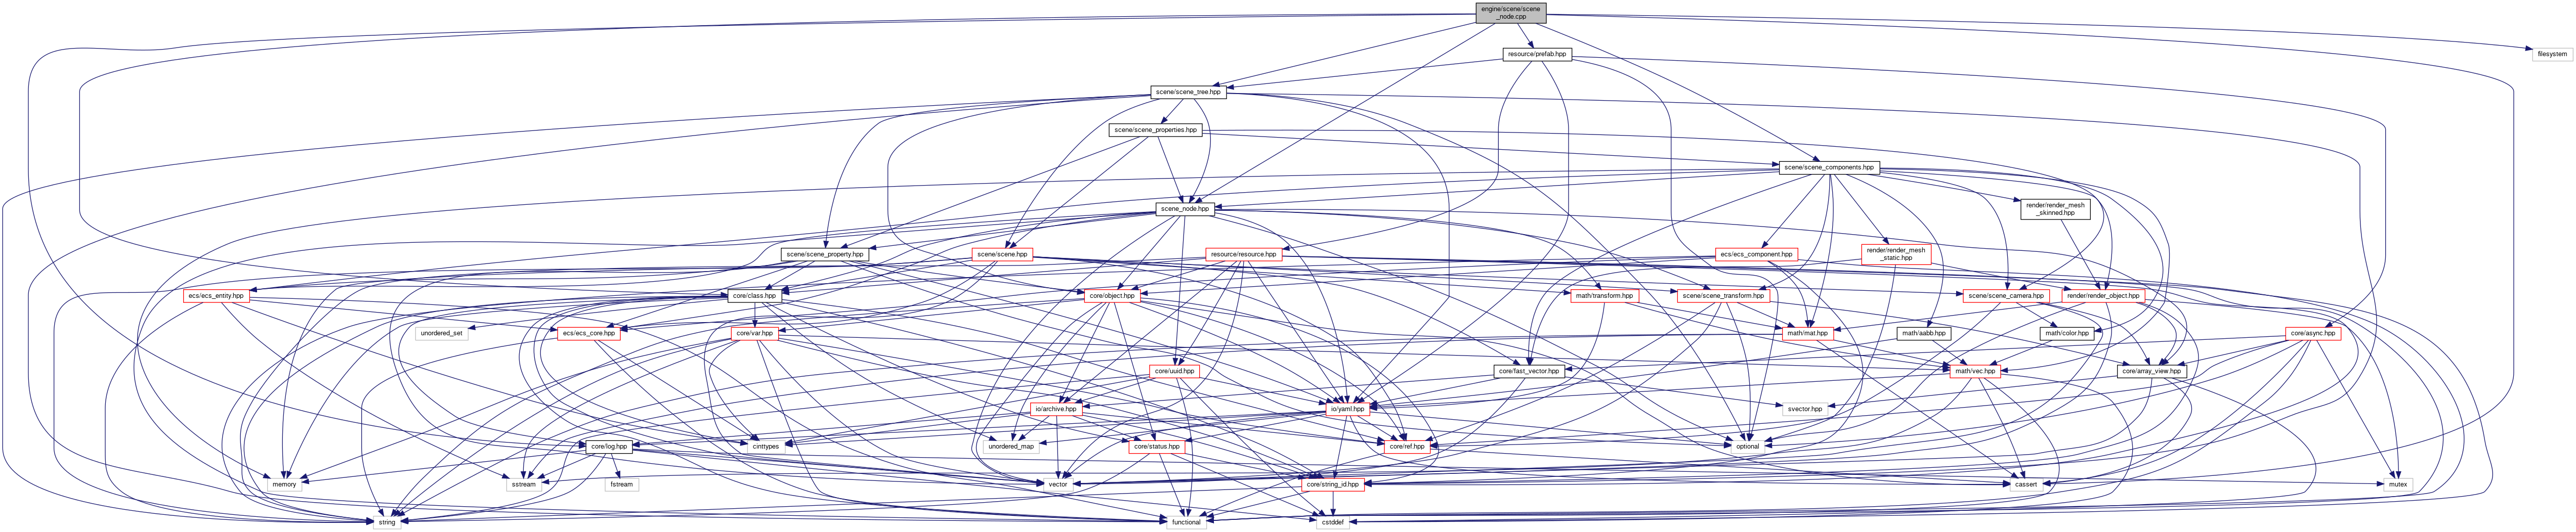 engine/scene/scene
_node.cpp
resource/prefab.hpp
filesystem
scene/scene_tree.hpp
scene/scene_properties.hpp
scene/scene_components.hpp
scene_node.hpp
render/render_mesh
_skinned.hpp
scene/scene_property.hpp
scene/scene.hpp
resource/resource.hpp
ecs/ecs_component.hpp
render/render_mesh
_static.hpp
ecs/ecs_entity.hpp
core/class.hpp
core/object.hpp
math/transform.hpp
scene/scene_transform.hpp
scene/scene_camera.hpp
render/render_object.hpp
unordered_set
ecs/ecs_core.hpp
core/var.hpp
math/mat.hpp
math/aabb.hpp
math/color.hpp
core/async.hpp
core/uuid.hpp
core/fast_vector.hpp
math/vec.hpp
core/array_view.hpp
io/archive.hpp
io/yaml.hpp
svector.hpp
core/log.hpp
cinttypes
unordered_map
core/status.hpp
core/ref.hpp
optional
memory
sstream
fstream
vector
core/string_id.hpp
cassert
mutex
string
functional
cstddef